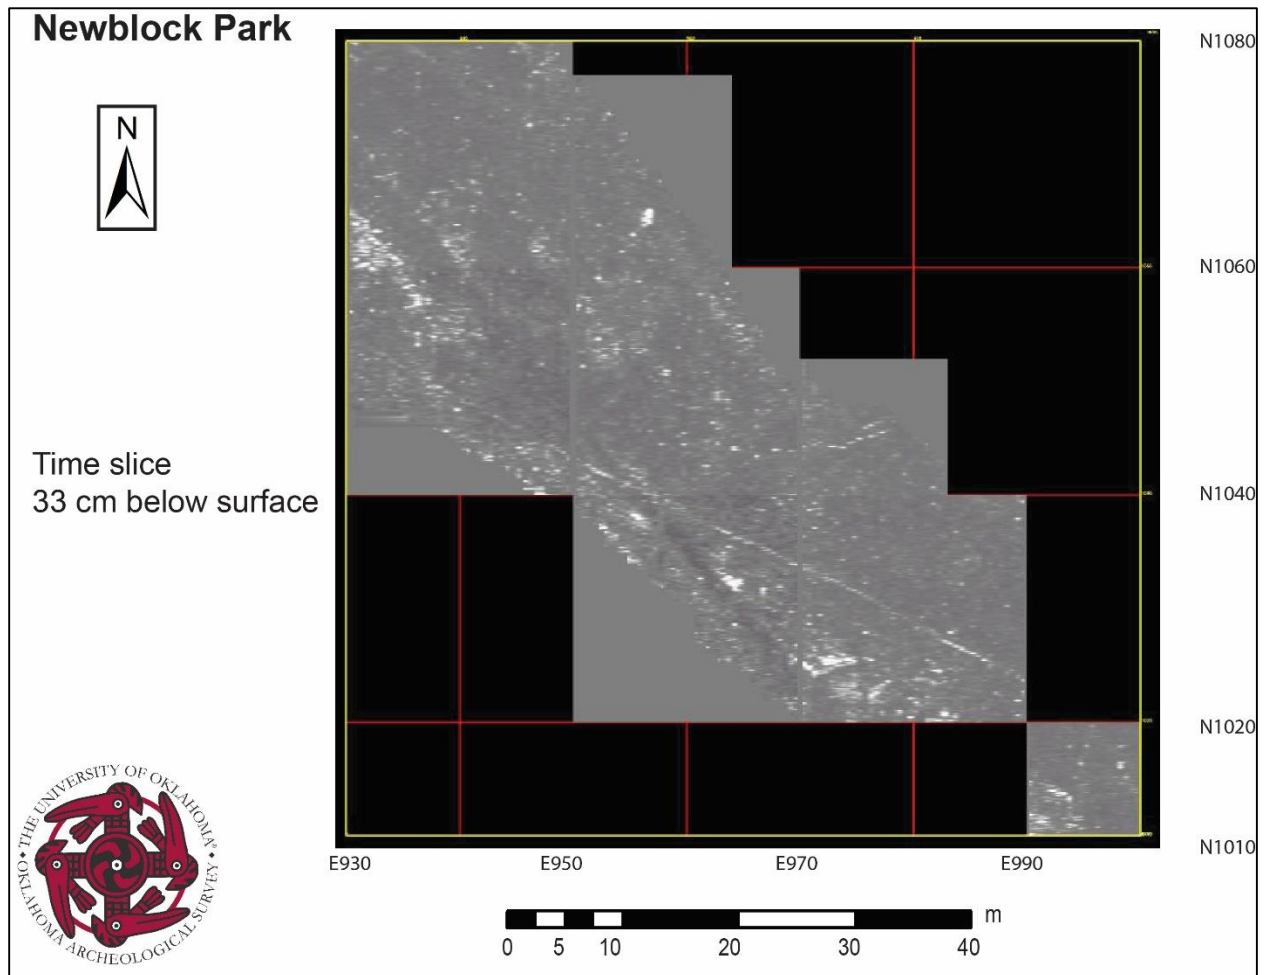 Newblock Park
N
Time slice
33 cm below surface
N1080
N1060
N1040
N1020
N1010
E930
E950
E970
E990
m
0
5
10
20
30
40
THE UNIVERSITY OF OKLAHOMA®
OKLAHOMA ARCHEOLOGICAL SURVEY